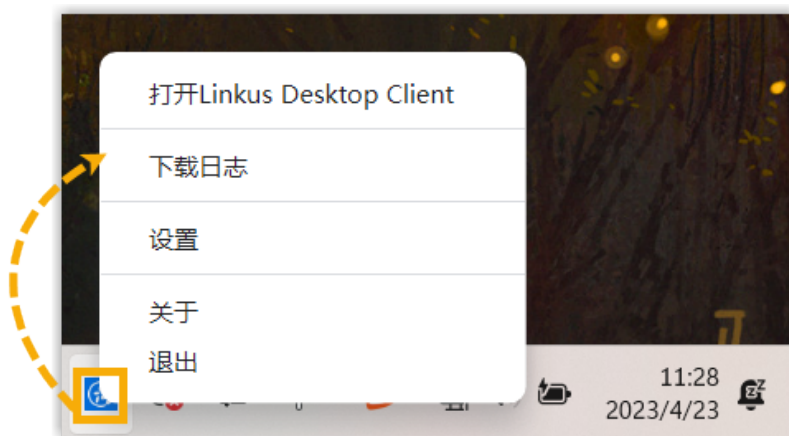 打开Linkus Desktop Client
下载日志
设置
关于
退出
11:28
2023/4/23